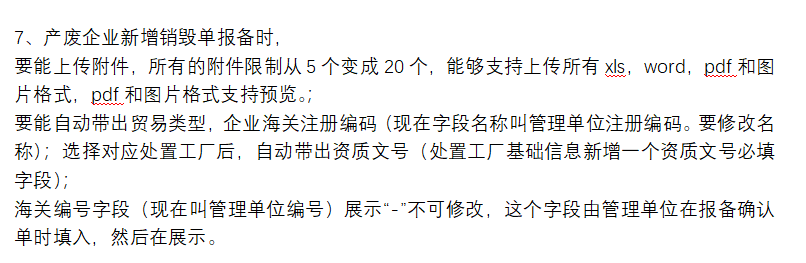 7、产废企业新增销毁单报备时，
要能上传附件，所有的附件限制从 5 个变成 20 个，能够支持上传所有 xls，word，pdf 和图
片格式，pdf 和图片格式支持预览。；
要能自动带出贸易类型，企业海关注册编码（现在字段名称叫管理单位注册编码。要修改名
称）；选择对应处置工厂后，自动带出资质文号（处置工厂基础信息新增一个资质文号必填
字段）；
海关编号字段（现在叫管理单位编号）展示“-”不可修改，这个字段由管理单位在报备确认
单时填入，然后在展示。